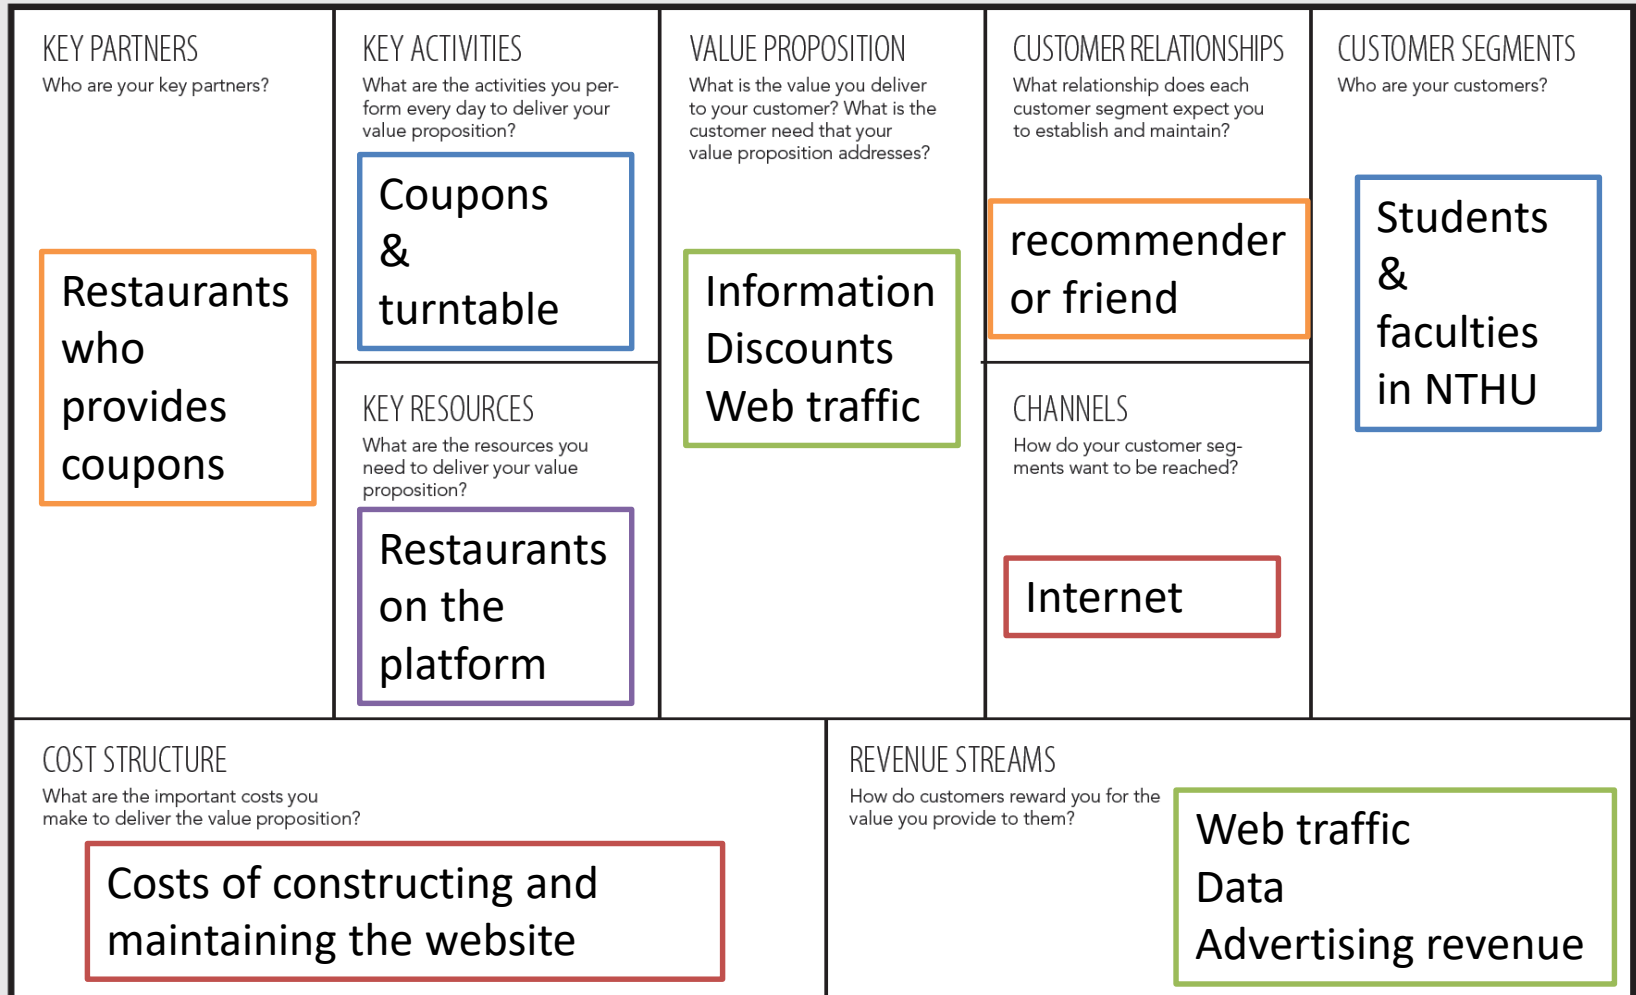 KEY PARTNERS
Who are your key partners?
Restaurants
who
provides
coupons
KEY ACTIVITIES
What are the activities you per-
form every day to deliver your
value proposition?
Coupons
&
turntable
KEY RESOURCES
What are the resources you
need to deliver your value
proposition?
Restaurants
on the
platform
VALUE PROPOSITION
What is the value you deliver
to your customer? What is the
customer need that your
value proposition addresses?
Information
Discounts
Web traffic
CUSTOMER RELATIONSHIPS
What relationship does each
customer segment expect you
to establish and maintain?
recommender
or friend
CHANNELS
How do your customer seg-
ments want to be reached?
Internet
CUSTOMER SEGMENTS
Who are your customers?
Students
&
faculties
in NTHU
COST STRUCTURE
What are the important costs you
make to deliver the value proposition?
Costs of constructing and
maintaining the website
REVENUE STREAMS
How do customers reward you for the
value you provide to them?
Web traffic
Data
Advertising revenue